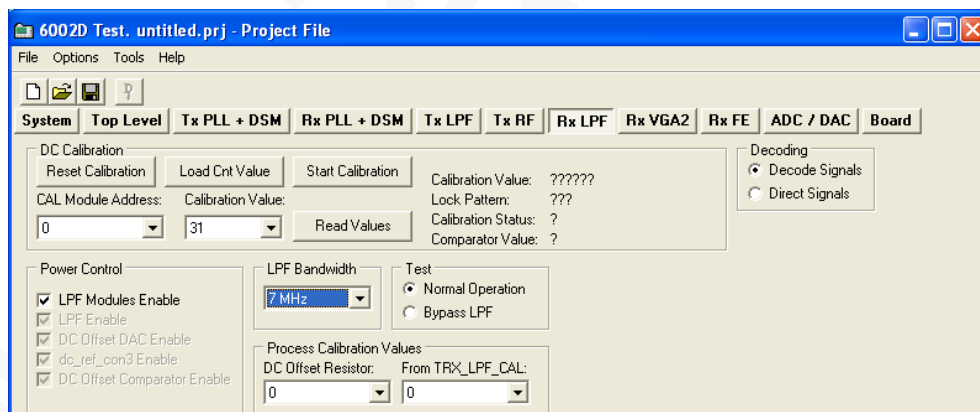 6002D Test. untitled.prj - Project File
File Options Tools Help
System Top Level Tx PLL + DSM Rx PLL + DSM Tx LPF Tx RF Rx LPF Rx VGA2 Rx FE ADC / DAC Board
DC Calibration
Reset Calibration Load Cnt Value Start Calibration
CAL Module Address: Calibration Value:
0 31 Read Values
Calibration Value: ??????
Lock Pattern: ???
Calibration Status: ?
Comparator Value: ?
Decoding
Decode Signals
Direct Signals
Power Control
LPF Modules Enable
LPF Enable
DC Offset DAC Enable
dc_ref_con3 Enable
DC Offset Comparator Enable
LPF Bandwidth
7 MHz
Test
Normal Operation
Bypass LPF
Process Calibration Values
DC Offset Resistor: From TRX_LPF_CAL:
0 0